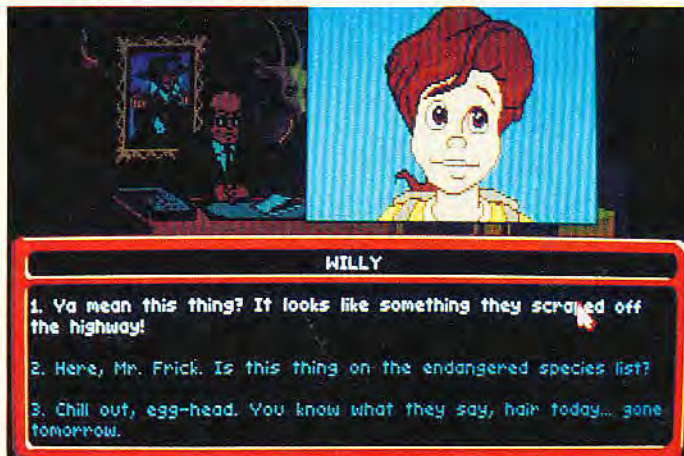 WILLY
1. Ya mean this thing? It looks like something they scraped off
the highway!
2. Here, Mr. Frick. Is this thing on the endangered species list?
3. Chill out, egg-head. You know what they say, hair today... gone
tomorrow.